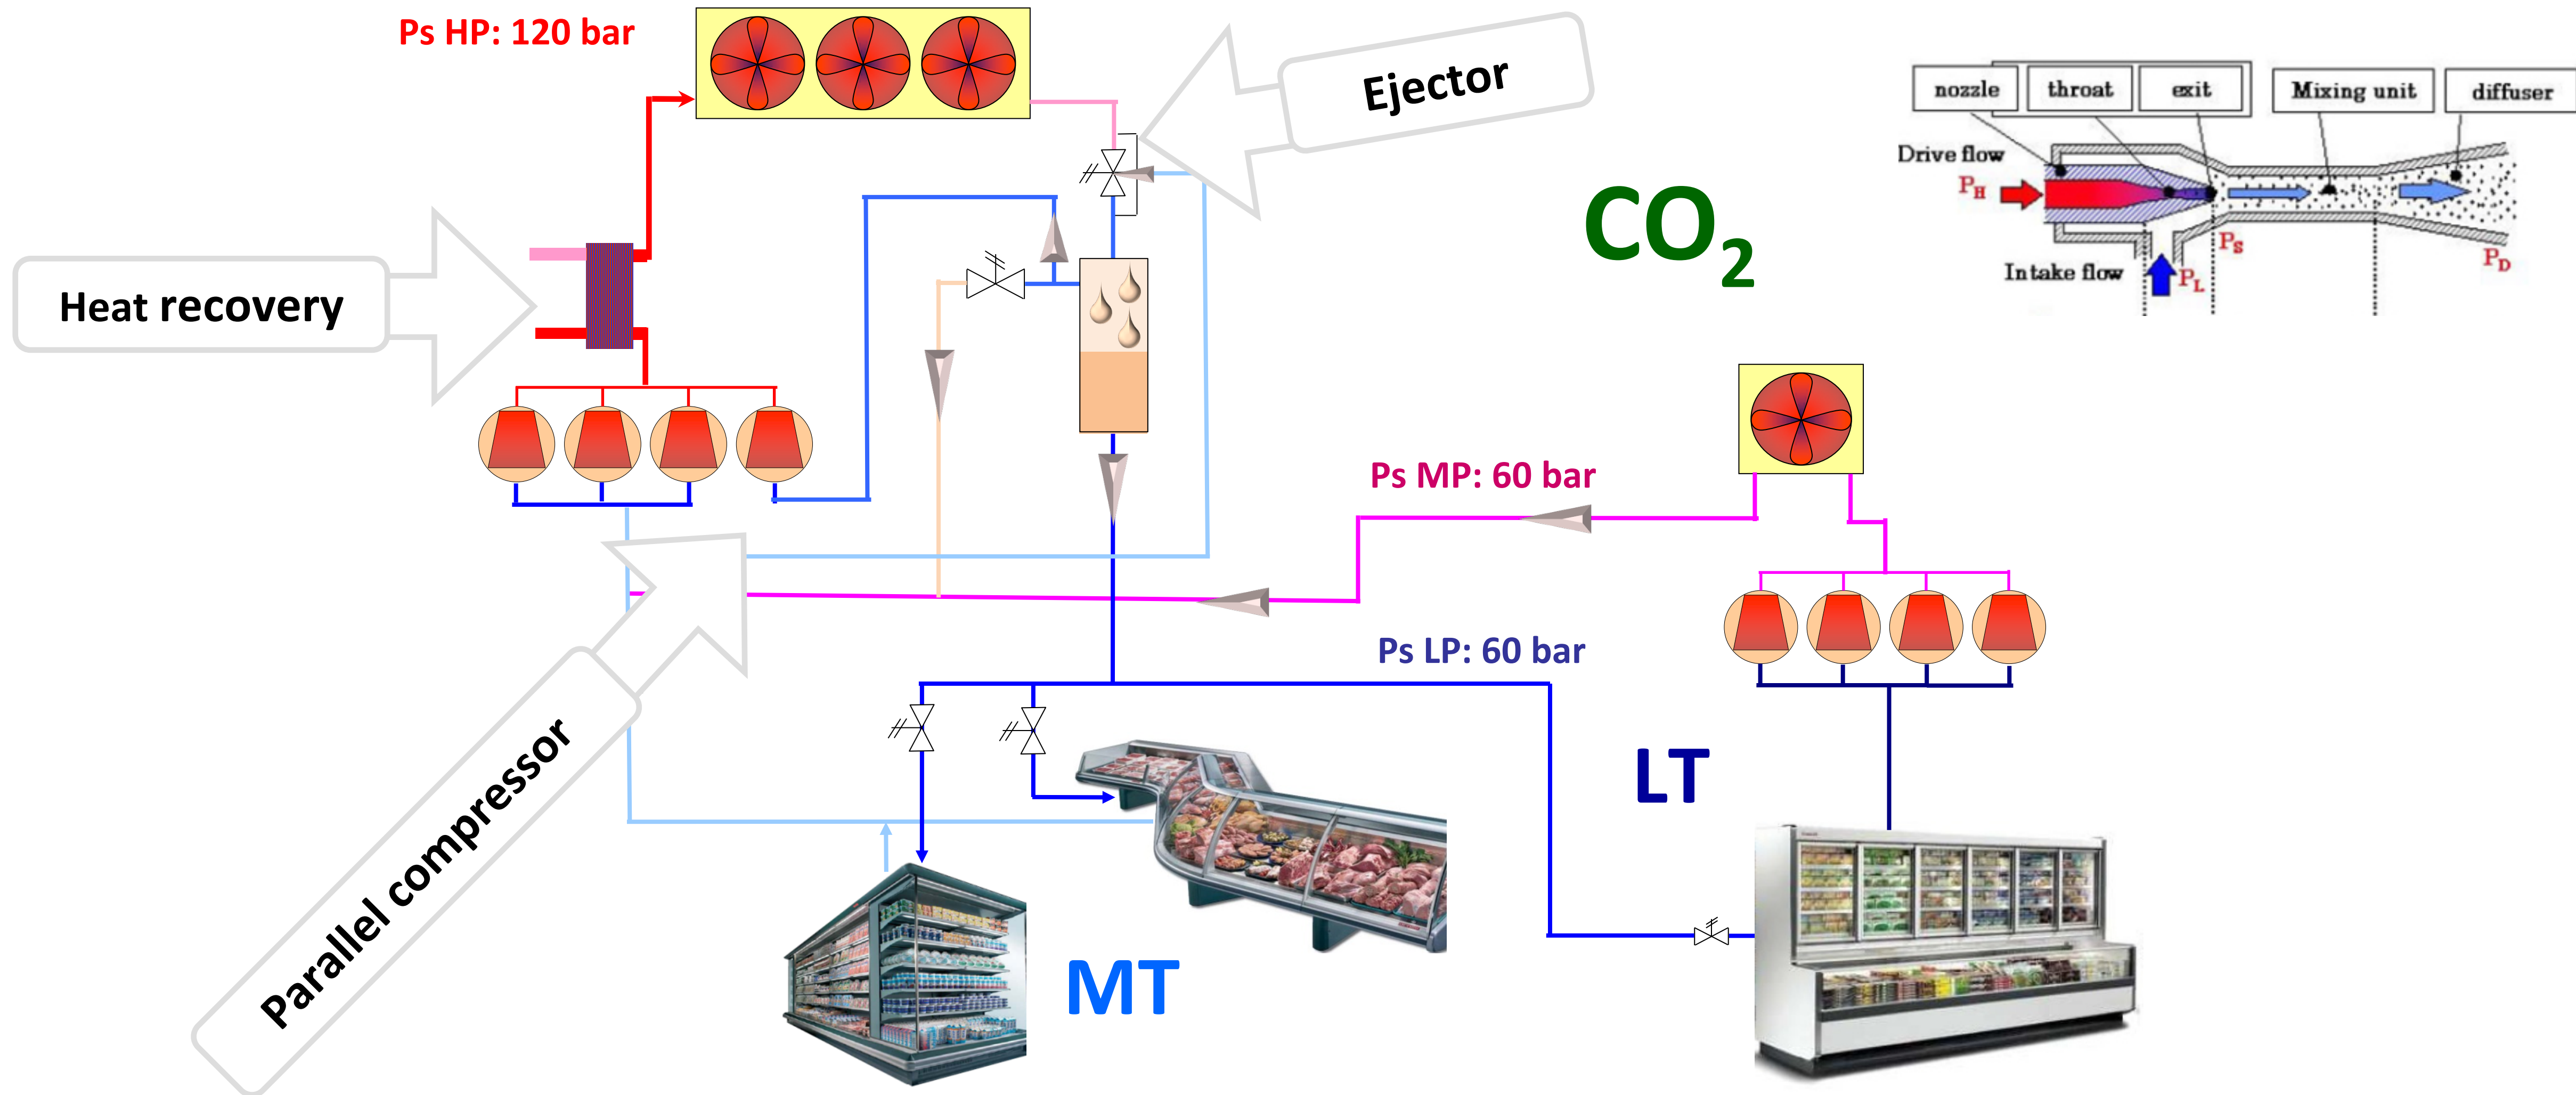 Ps HP: 120 bar
Ejector
nozzle
throat
exit
Mixing unit
diffuser
Drive flow
PH
CO2
PS
PD
Intake flow
PL
Heat recovery
Ps MP: 60 bar
Ps LP: 60 bar
Parallel compressor
LT
MT